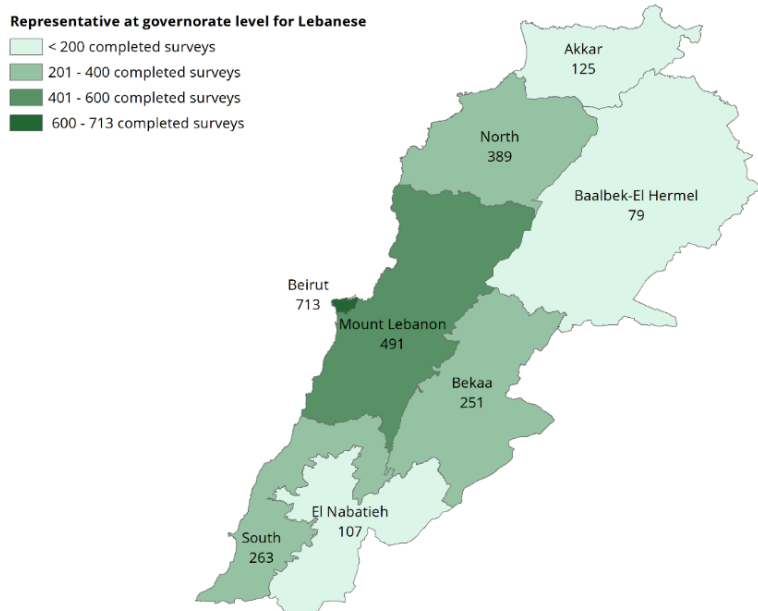 Representative at governorate level for Lebanese
< 200 completed surveys
201 - 400 completed surveys
401 - 600 completed surveys
600 - 713 completed surveys
Akkar
125
North
389
Baalbek-El Hermel
79
Beirut
713
Mount Lebanon
491
Bekaa
251
El Nabatieh
107
South
263